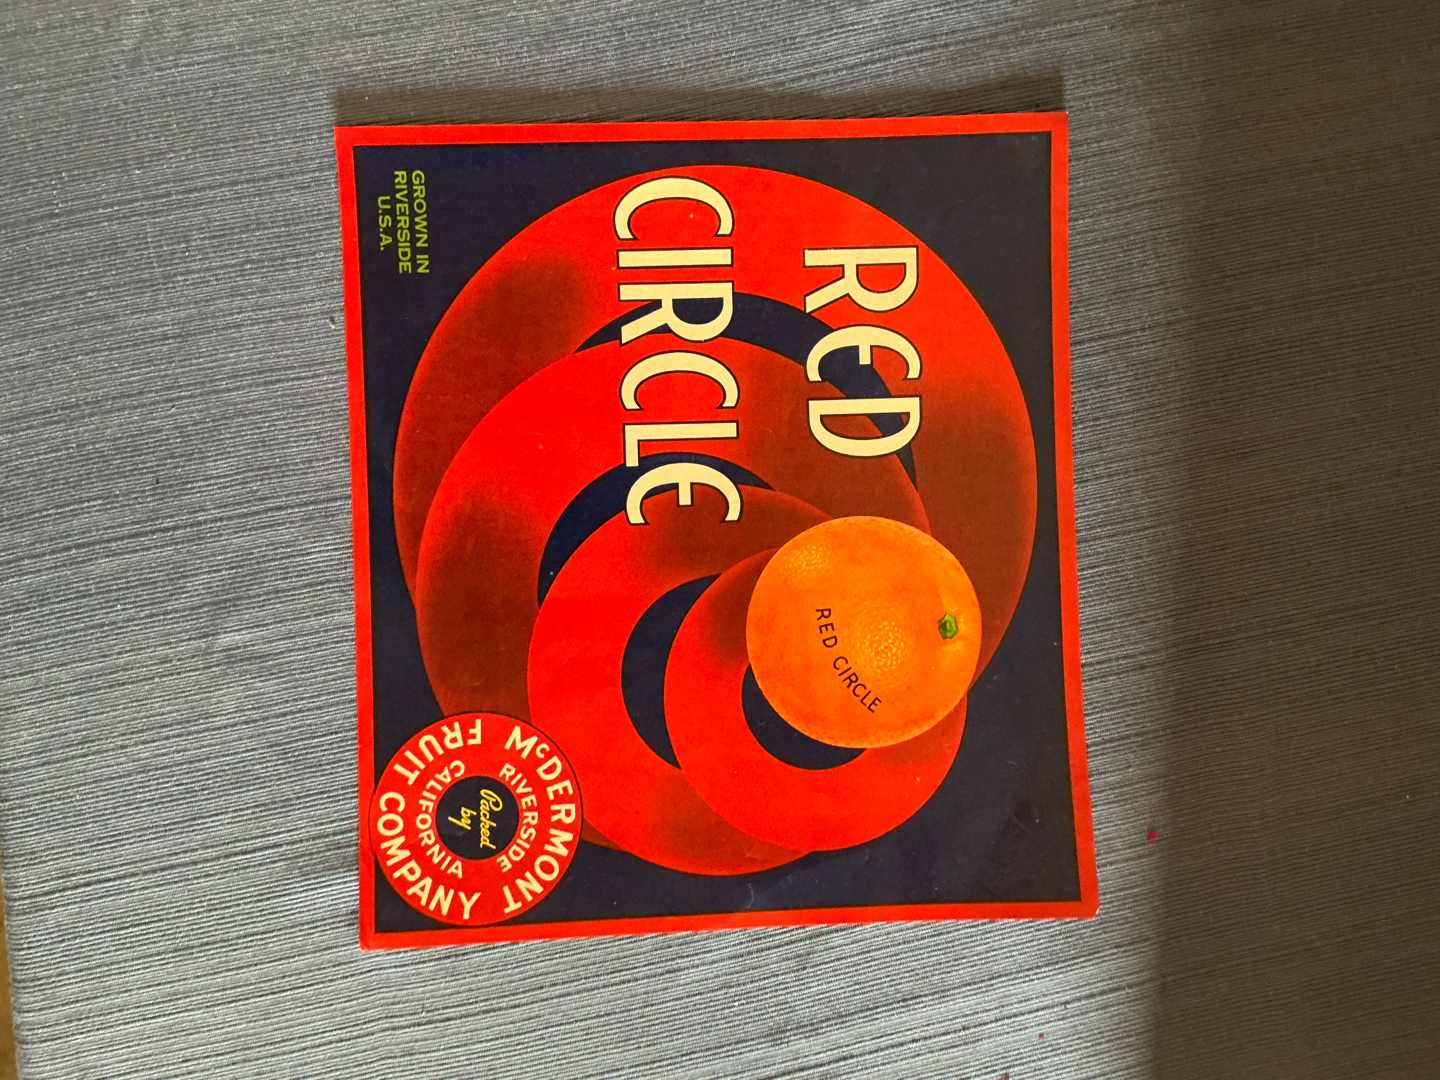 RED
CIRCLE
RED CIRCLE
GROWN IN
RIVERSIDE
U.S.A.
McDERMONT
FRUIT COMPANY
RIVERSIDE
CALIFORNIA
Packed
by